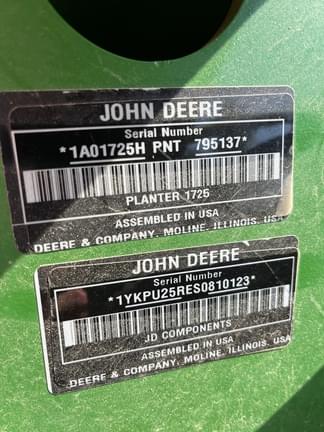 JOHN DEERE
Serial Number
*1A01725H PNT 795137*
PLANTER 1725
ASSEMBLED IN USA
DEERE & COMPANY, MOLINE, ILLINOIS, USA
JOHN DEERE
Serial Number
*1YKPU25RES0810123*
JD COMPONENTS
ASSEMBLED IN USA
DEERE & COMPANY, MOLINE, ILLINOIS, USA